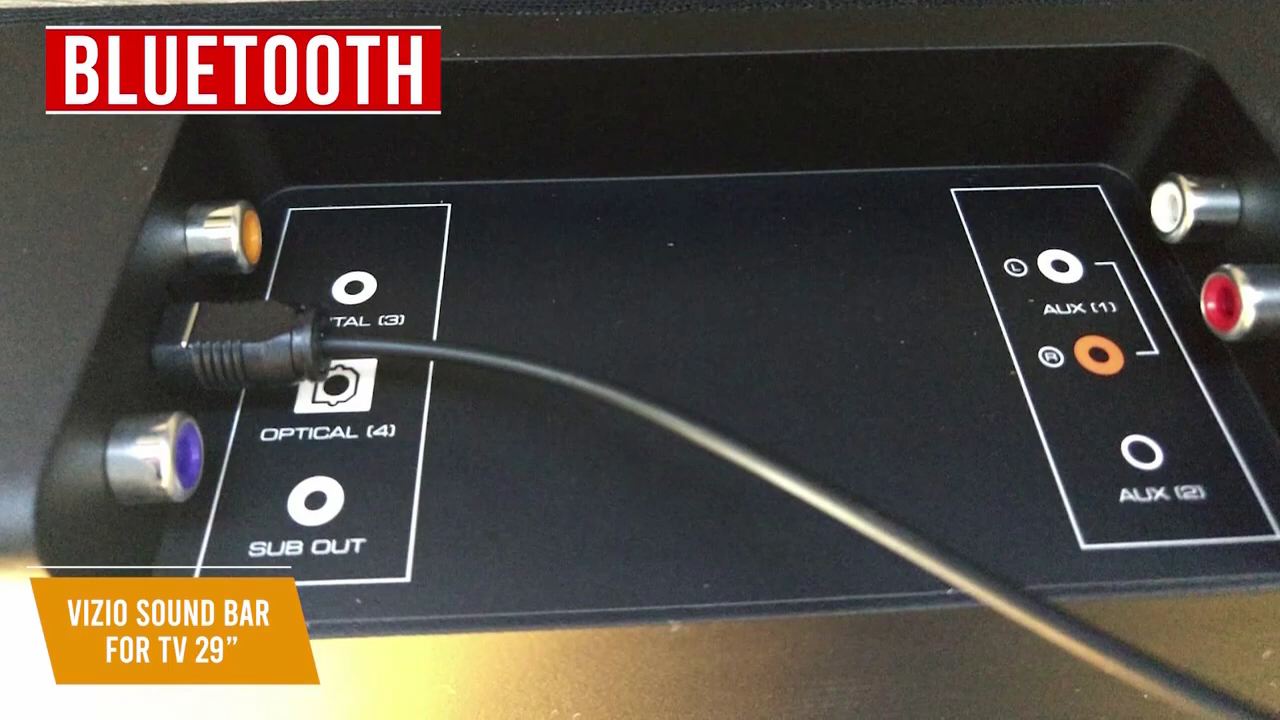 BLUETOOTH
TAL (3)
OPTICAL (4)
SUB OUT
L
AUX (1)
R
AUX (2)
VIZIO SOUND BAR
FOR TV 29”